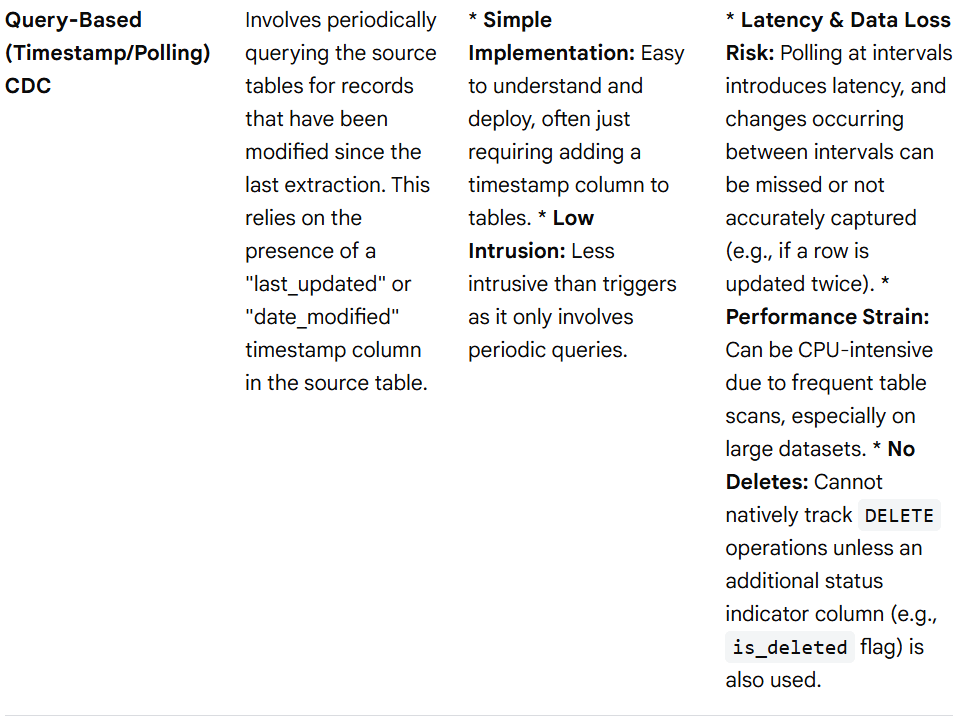 Query-Based
(Timestamp/Polling)
CDC
Involves periodically
querying the source
tables for records
that have been
modified since the
last extraction. This
relies on the
presence of a
"last_updated" or
"date_modified"
timestamp column
in the source table.
* Simple
Implementation: Easy
to understand and
deploy, often just
requiring adding a
timestamp column to
tables. * Low
Intrusion: Less
intrusive than triggers
as it only involves
periodic queries.
* Latency & Data Loss
Risk: Polling at intervals
introduces latency, and
changes occurring
between intervals can
be missed or not
accurately captured
(e.g., if a row is
updated twice). *
Performance Strain:
Can be CPU-intensive
due to frequent table
scans, especially on
large datasets. * No
Deletes: Cannot
natively track DELETE
operations unless an
additional status
indicator column (e.g.,
is_deleted flag) is
also used.